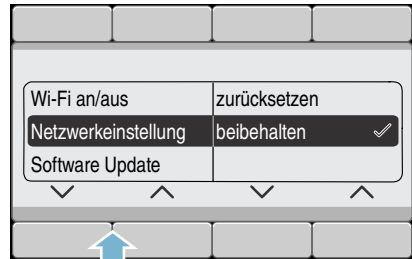 Wi-Fi an/aus zurücksetzen
Netzwerkeinstellung beibehalten
Software Update